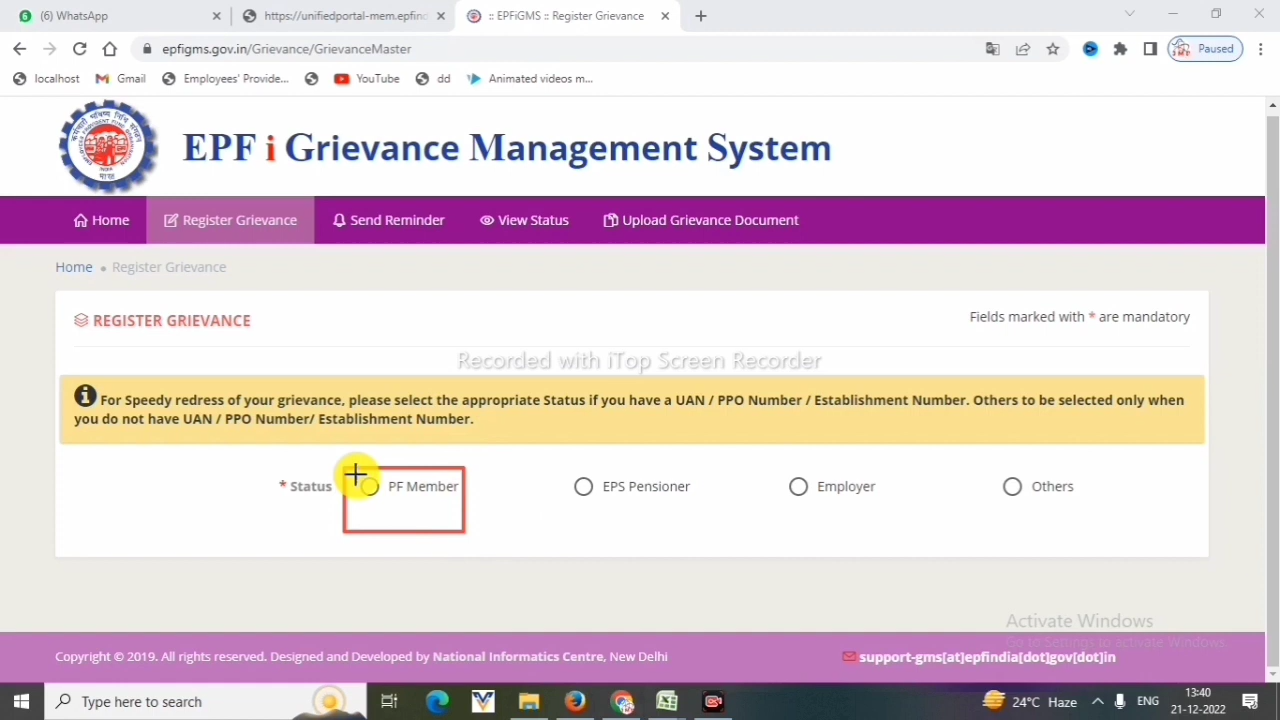 (6) WhatsApp
https://unifiedportal-mem.epfind
:: EPFiGMS :: Register Grievance
epfigms.gov.in/Grievance/GrievanceMaster
Paused
localhost
Gmail
Employees' Provide...
YouTube
dd
Animated videos m...
EPF i Grievance Management System
Home
Register Grievance
Send Reminder
View Status
Upload Grievance Document
Home • Register Grievance
REGISTER GRIEVANCE
Fields marked with * are mandatory
Recorded with iTop Screen Recorder
For Speedy redress of your grievance, please select the appropriate Status if you have a UAN / PPO Number / Establishment Number. Others to be selected only when
you do not have UAN / PPO Number/ Establishment Number.
* Status
PF Member
EPS Pensioner
Employer
Others
Activate Windows
Go to Settings to activate Windows.
Copyright © 2019. All rights reserved. Designed and Developed by National Informatics Centre, New Delhi
support-gms[at]epfindia[dot]gov[dot]in
Type here to search
24°C Haze
ENG
13:40
21-12-2022